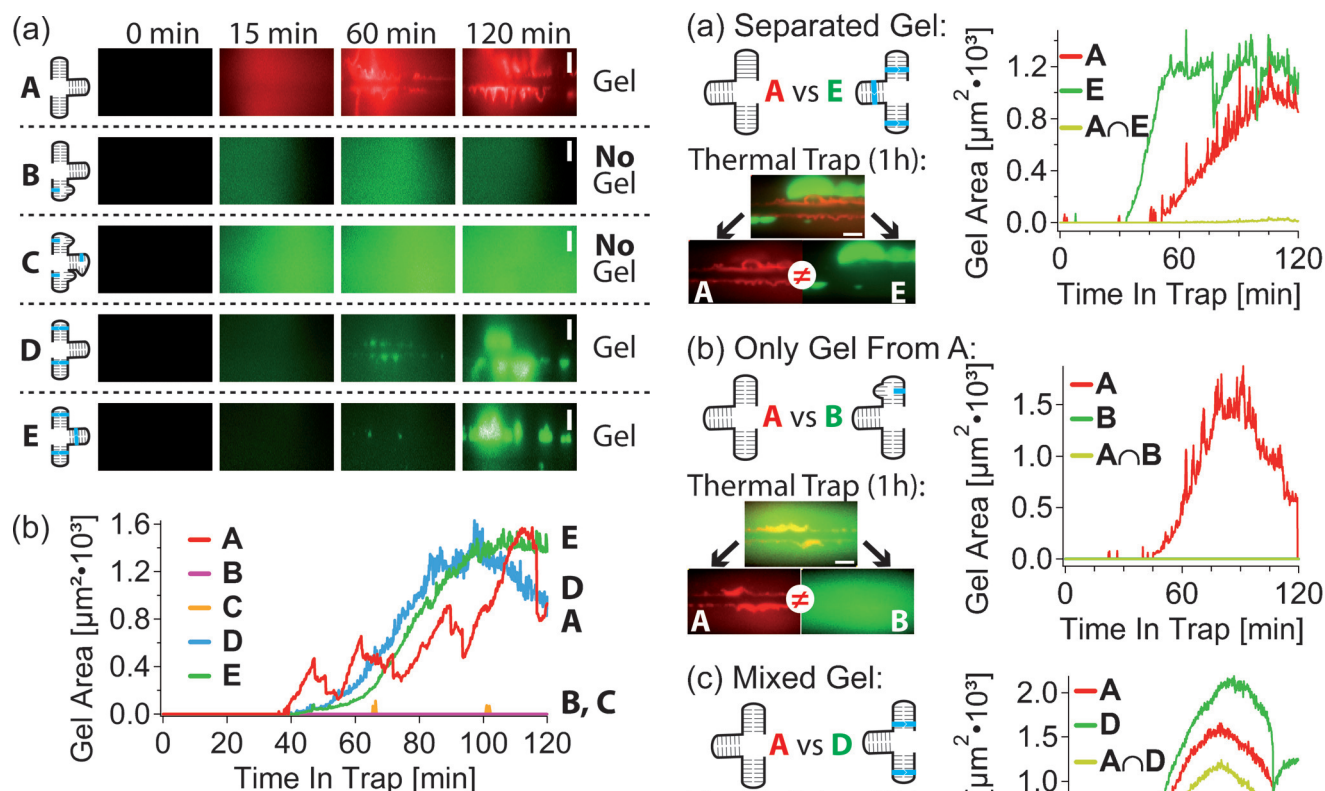 (a)
0 min 15 min 60 min 120 min
A
Gel
B
No
Gel
C
No
Gel
D
Gel
E
Gel
(b)
Gel Area [µm²•10³]
1.6
1.2
0.8
0.4
0.0
A
B
C
D
E
E
D
A
B, C
0 20 40 60 80 100 120
Time In Trap [min]
(a) Separated Gel:
A vs E
Thermal Trap (1h):
A ≠ E
Gel Area [µm²•10³]
1.2
0.8
0.4
0.0
A
E
A∩E
0 60 120
Time In Trap [min]
(b) Only Gel From A:
A vs B
Thermal Trap (1h):
A ≠ B
Gel Area [µm²•10³]
1.5
1.0
0.5
0.0
A
B
A∩B
0 60 120
Time In Trap [min]
(c) Mixed Gel:
A vs D
[µm²•10³]
2.0
1.5
1.0
A
D
A∩D